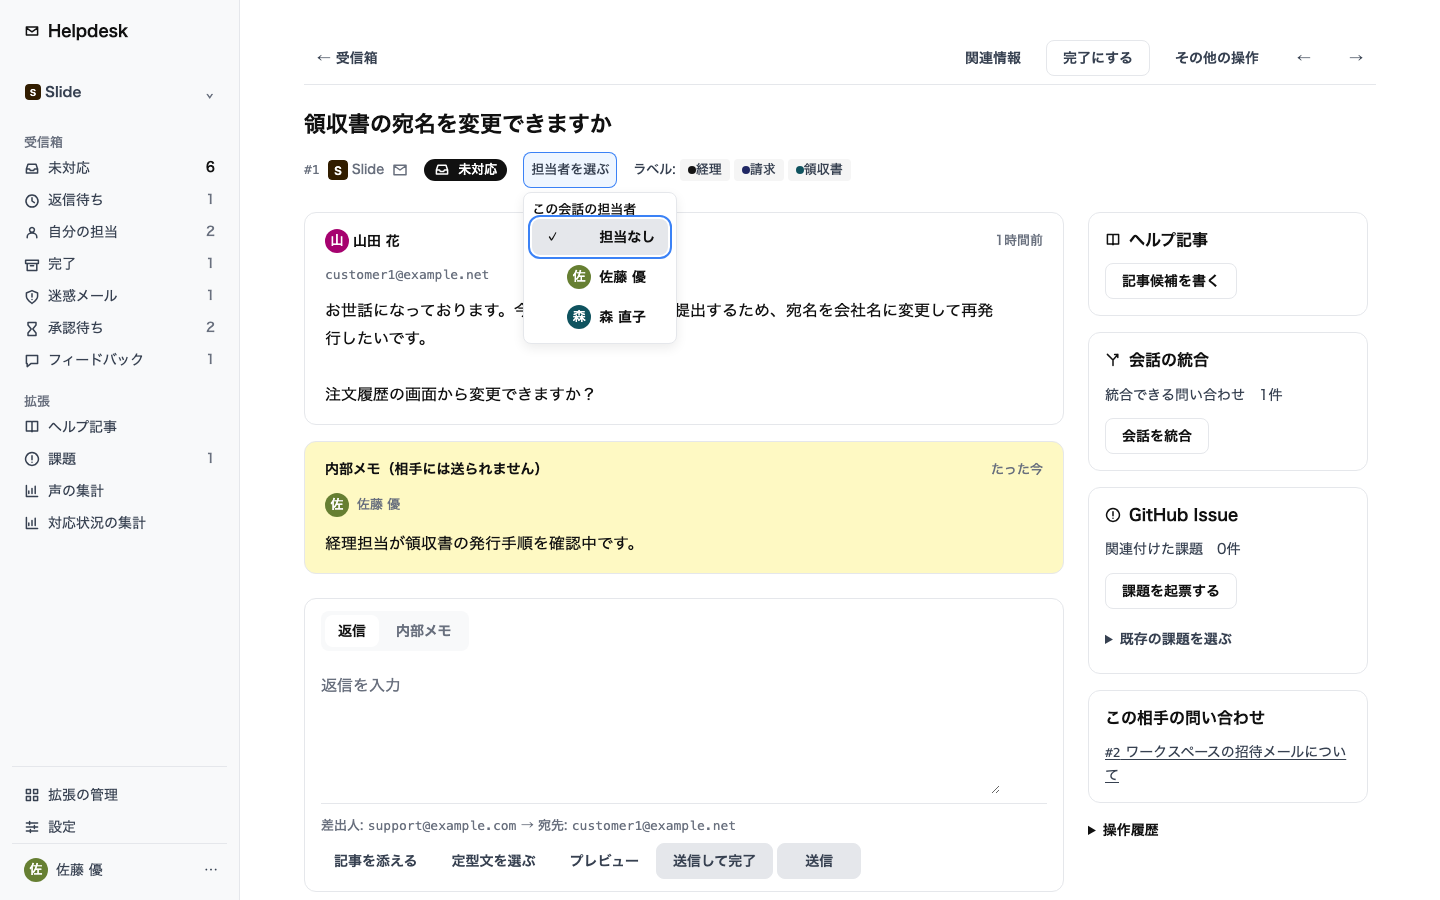 Helpdesk
S Slide
受信箱
未対応 6
返信待ち 1
自分の担当 2
完了 1
迷惑メール 1
承認待ち 2
フィードバック 1
拡張
ヘルプ記事
課題 1
声の集計
対応状況の集計
拡張の管理
設定
佐 佐藤 優 …
← 受信箱
関連情報 完了にする その他の操作 ← →
領収書の宛名を変更できますか
#1 S Slide 未対応 担当者を選ぶ ラベル: 経理 請求 領収書
この会話の担当者
✓ 担当なし
佐 佐藤 優
森 森 直子
山 山田 花 1時間前
customer1@example.net
お世話になっております。 提出するため、宛名を会社名に変更して再発
行したいです。
注文履歴の画面から変更できますか？
内部メモ（相手には送られません） たった今
佐 佐藤 優
経理担当が領収書の発行手順を確認中です。
返信 内部メモ
返信を入力
差出人: support@example.com → 宛先: customer1@example.net
記事を添える 定型文を選ぶ プレビュー 送信して完了 送信
ヘルプ記事
記事候補を書く
会話の統合
統合できる問い合わせ 1件
会話を統合
GitHub Issue
関連付けた課題 0件
課題を起票する
▶ 既存の課題を選ぶ
この相手の問い合わせ
#2 ワークスペースの招待メールについ
て
▶ 操作履歴